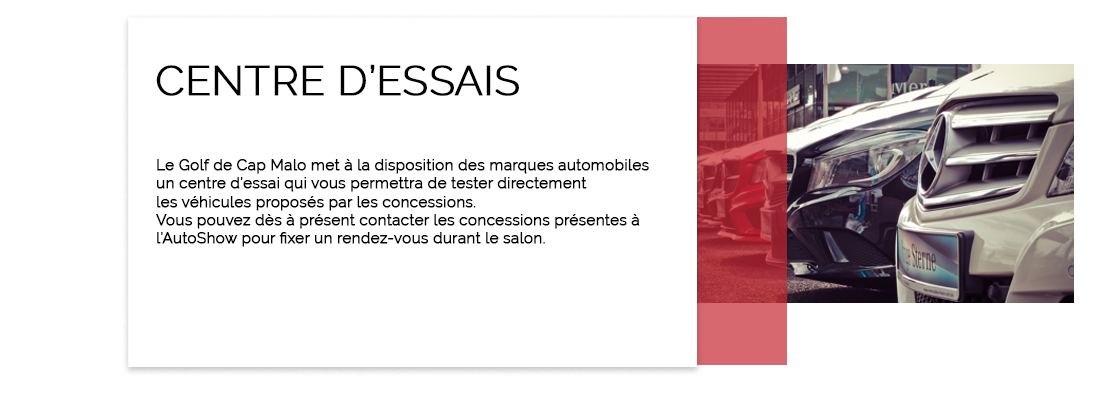 CENTRE D’ESSAIS
Le Golf de Cap Malo met à la disposition des marques automobiles
un centre d’essai qui vous permettra de tester directement
les véhicules proposés par les concessions.
Vous pouvez dès à présent contacter les concessions présentes à
l’AutoShow pour fixer un rendez-vous durant le salon.
Sterne